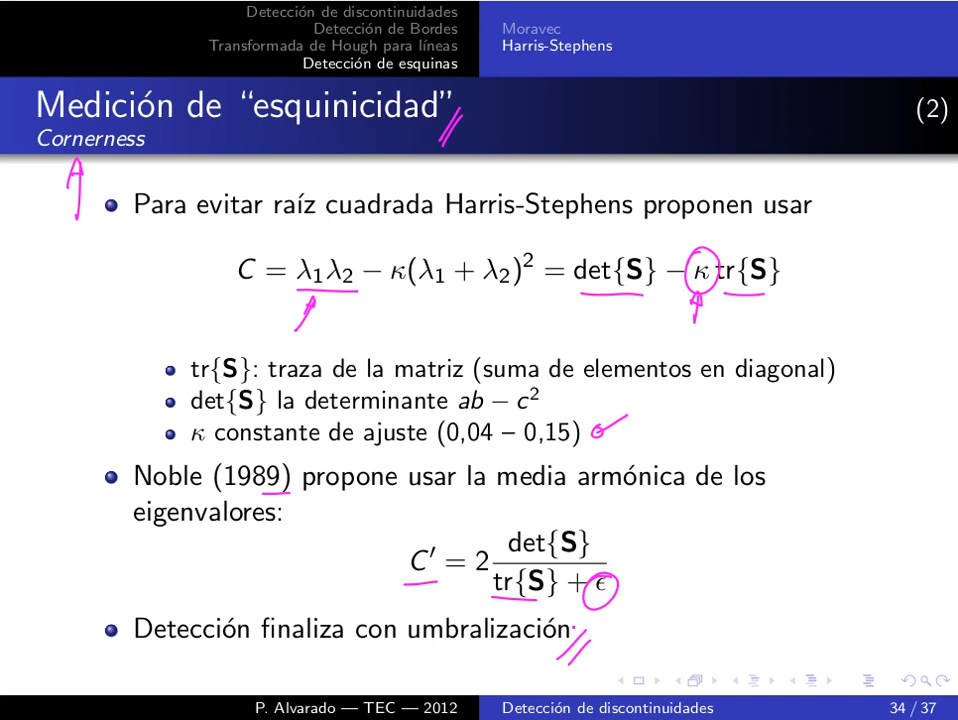 Detección de discontinuidades
Detección de Bordes
Transformada de Hough para líneas
Detección de esquinas
Moravec
Harris-Stephens
Medición de “esquinicidad”
(2)
Cornerness
Para evitar raíz cuadrada Harris-Stephens proponen usar
C = λ₁λ₂ − κ(λ₁ + λ₂)² = det{S} − κ tr{S}
tr{S}: traza de la matriz (suma de elementos en diagonal)
det{S} la determinante ab − c²
κ constante de ajuste (0,04 – 0,15)
Noble (1989) propone usar la media armónica de los
eigenvalores:
C′ = 2 det{S} / tr{S} + ϵ
Detección finaliza con umbralización
P. Alvarado — TEC — 2012
Detección de discontinuidades
34 / 37